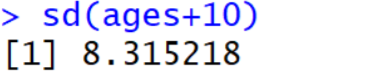 > sd(ages+10)
[1] 8.315218